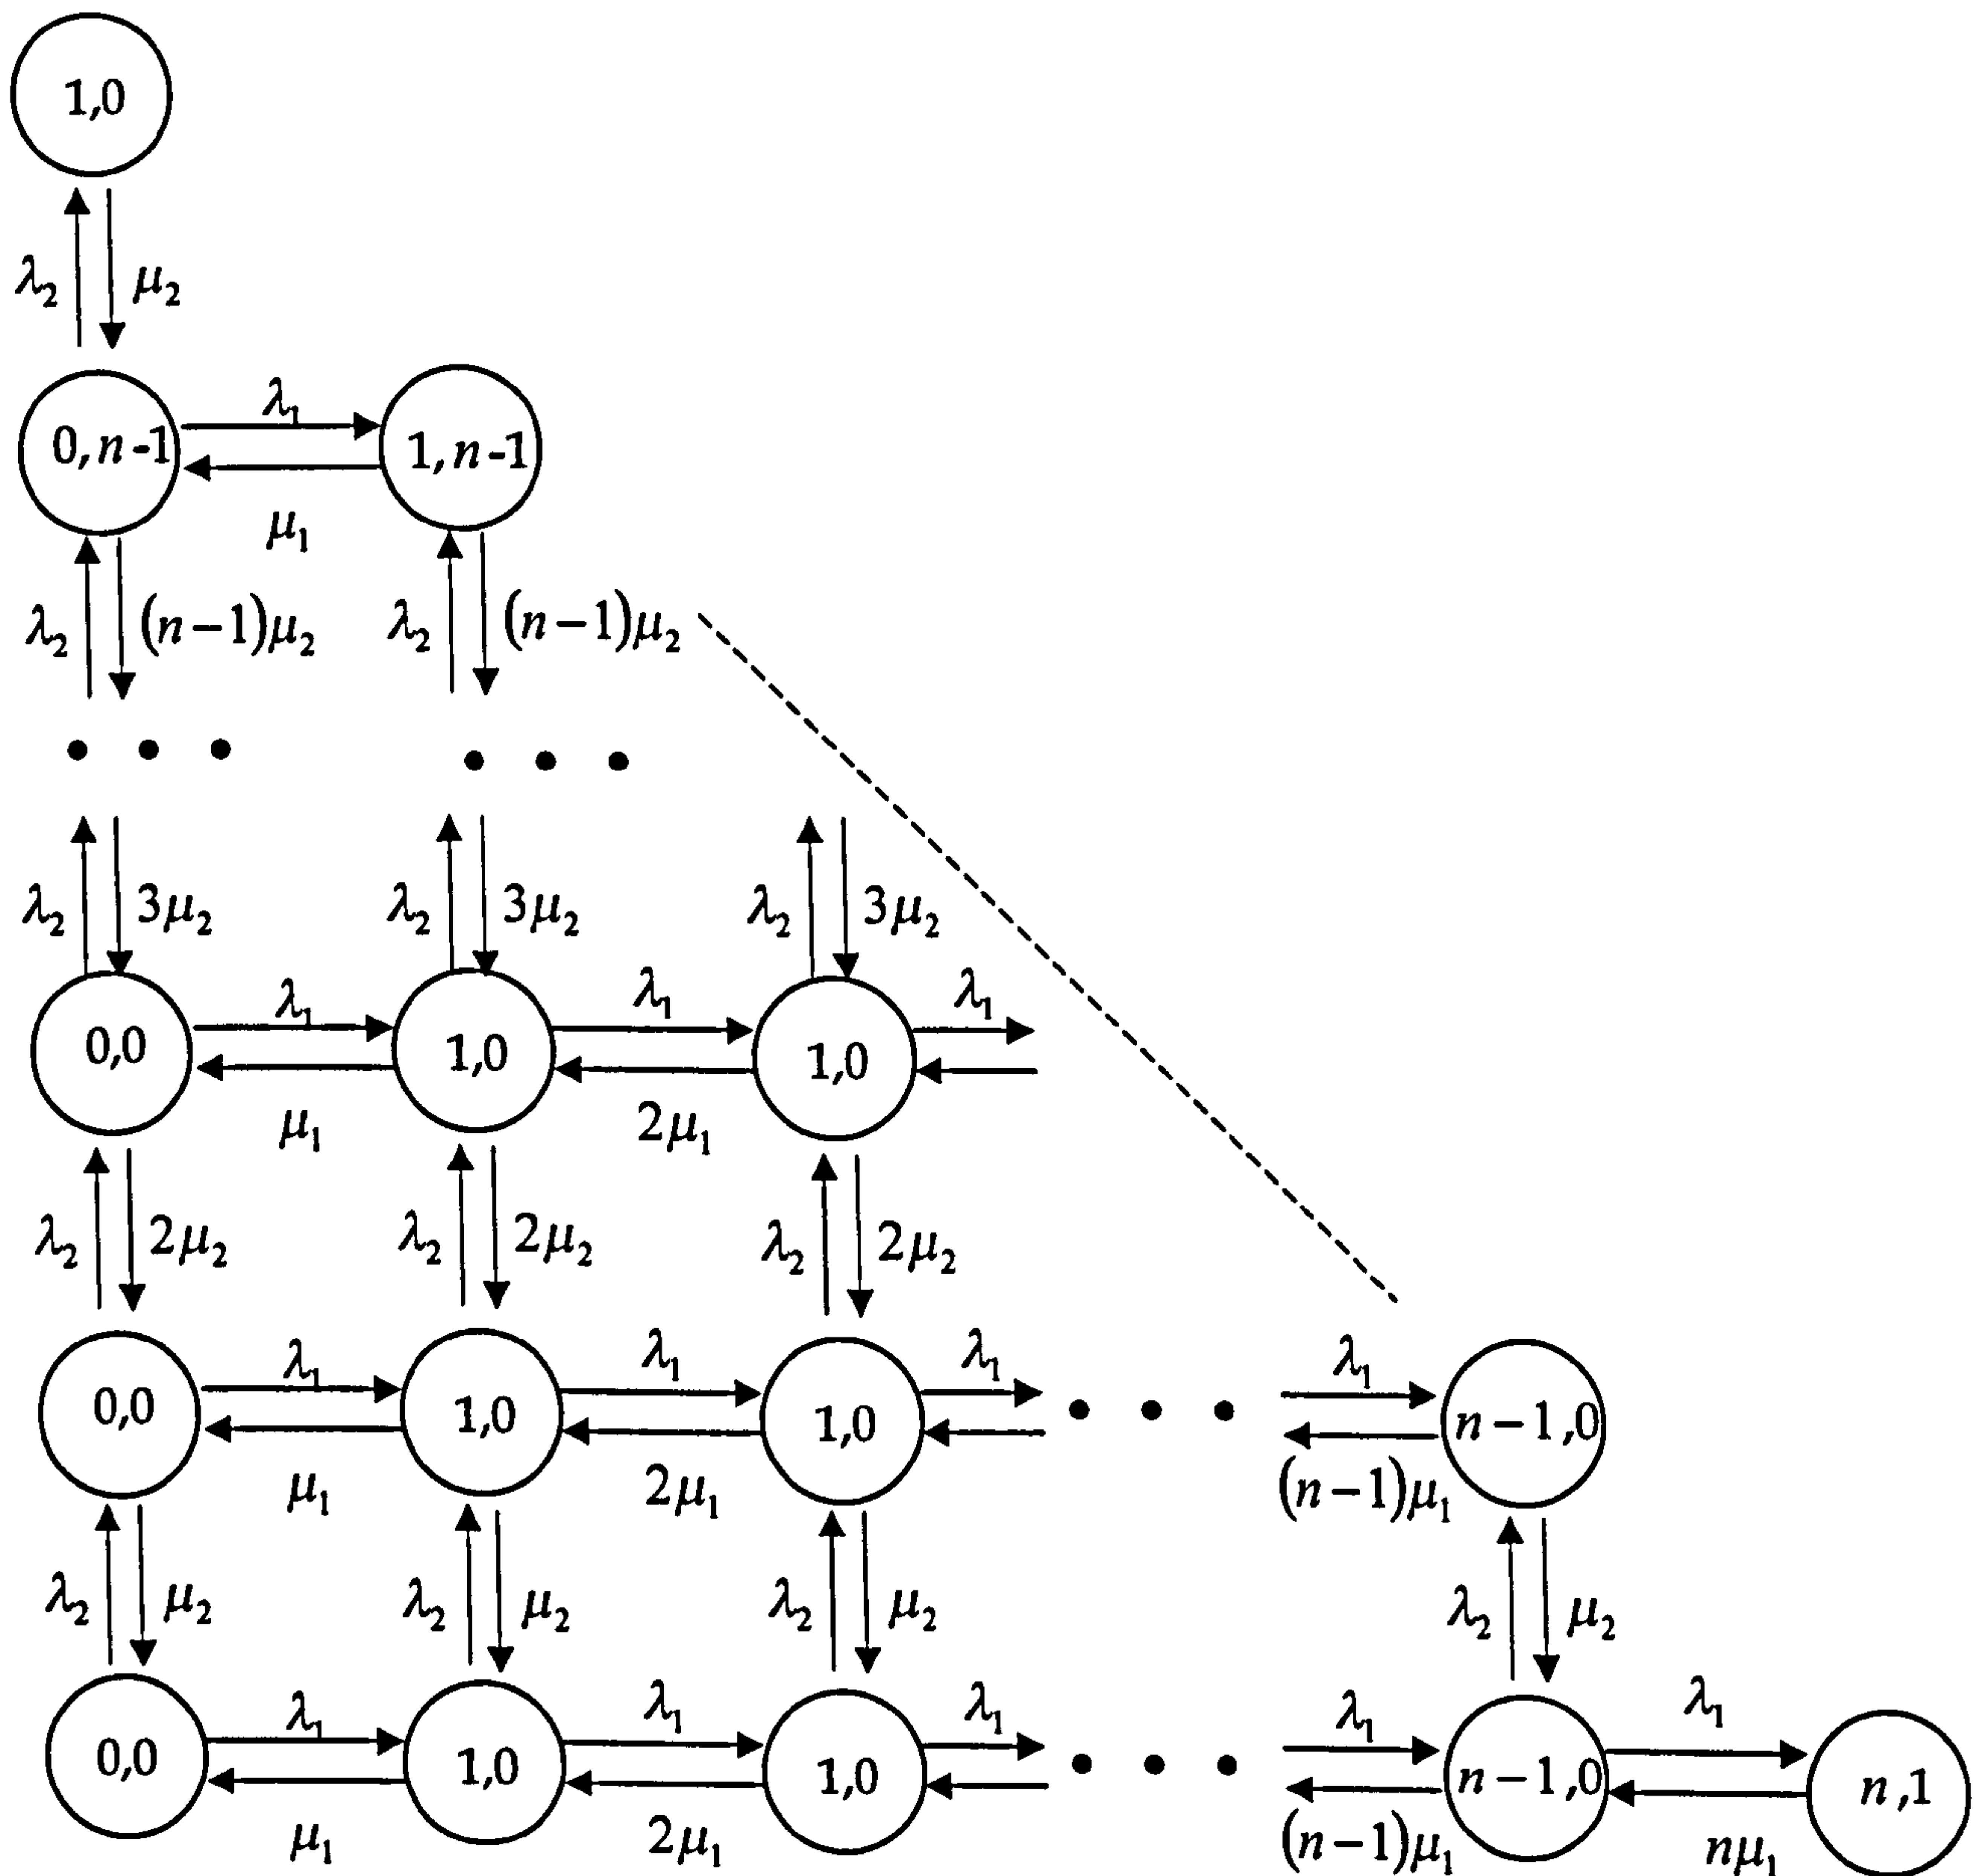 1,0
λ₂ μ₂
λ₁
0,n-1 1,n-1
μ₁
λ₂ (n−1)μ₂ λ₂ (n−1)μ₂
• • • • • •
λ₂ 3μ₂ λ₂ 3μ₂ λ₂ 3μ₂
λ₁ λ₁ λ₁
0,0 1,0 1,0
μ₁ 2μ₁
λ₂ 2μ₂ λ₂ 2μ₂ λ₂ 2μ₂
λ₁ λ₁ λ₁ λ₁
0,0 1,0 1,0 • • • n−1,0
μ₁ 2μ₁ (n−1)μ₁
λ₂ μ₂ λ₂ μ₂ λ₂ μ₂ λ₂ μ₂
λ₁ λ₁ λ₁ λ₁ λ₁
0,0 1,0 1,0 • • • n−1,0 n,1
μ₁ 2μ₁ (n−1)μ₁ nμ₁